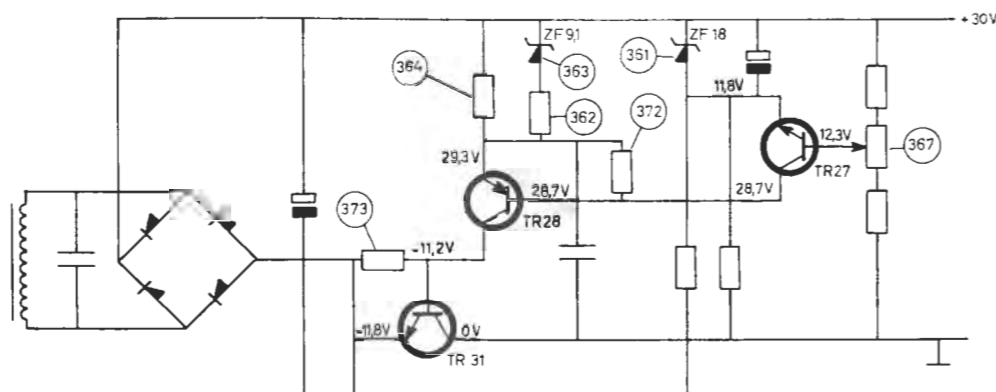 +30V
ZF 9,1
ZF 18
364
363
361
362
372
11,8V
12,3V
367
29,3V
TR27
28,7V
28,7V
TR28
373
-11,2V
-11,8V
0V
TR 31